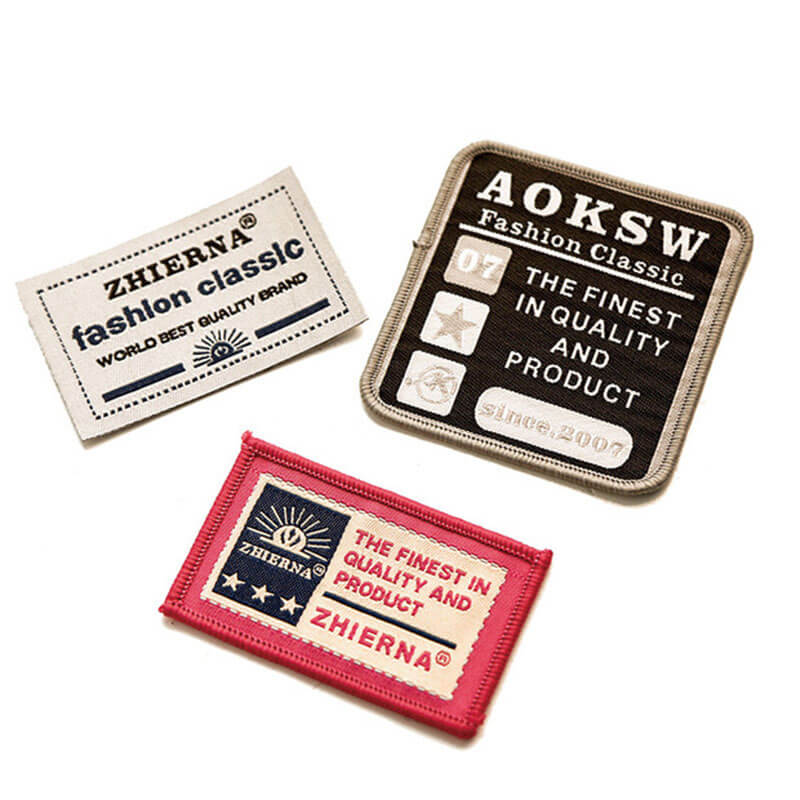 ZHIERNA®
fashion classic
WORLD BEST QUALITY BRAND
AOKSW
Fashion Classic
07
THE FINEST
IN QUALITY
AND
PRODUCT
since.2007
ZHIERNA®
THE FINEST IN
QUALITY AND
PRODUCT
ZHIERNA®